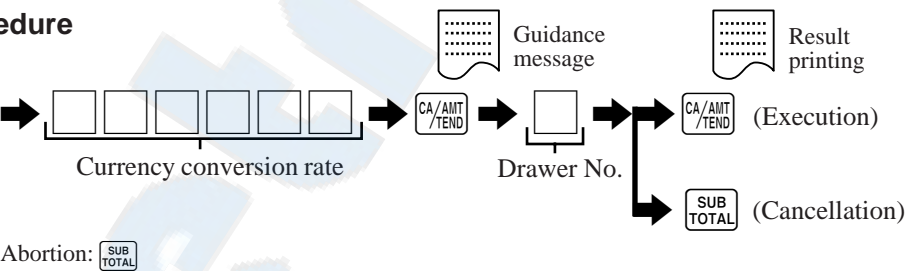 edure
Guidance
message
Result
printing
CA/AMT
/TEND
CA/AMT
/TEND
(Execution)
Currency conversion rate
Drawer No.
SUB
TOTAL
(Cancellation)
Abortion: SUB
TOTAL